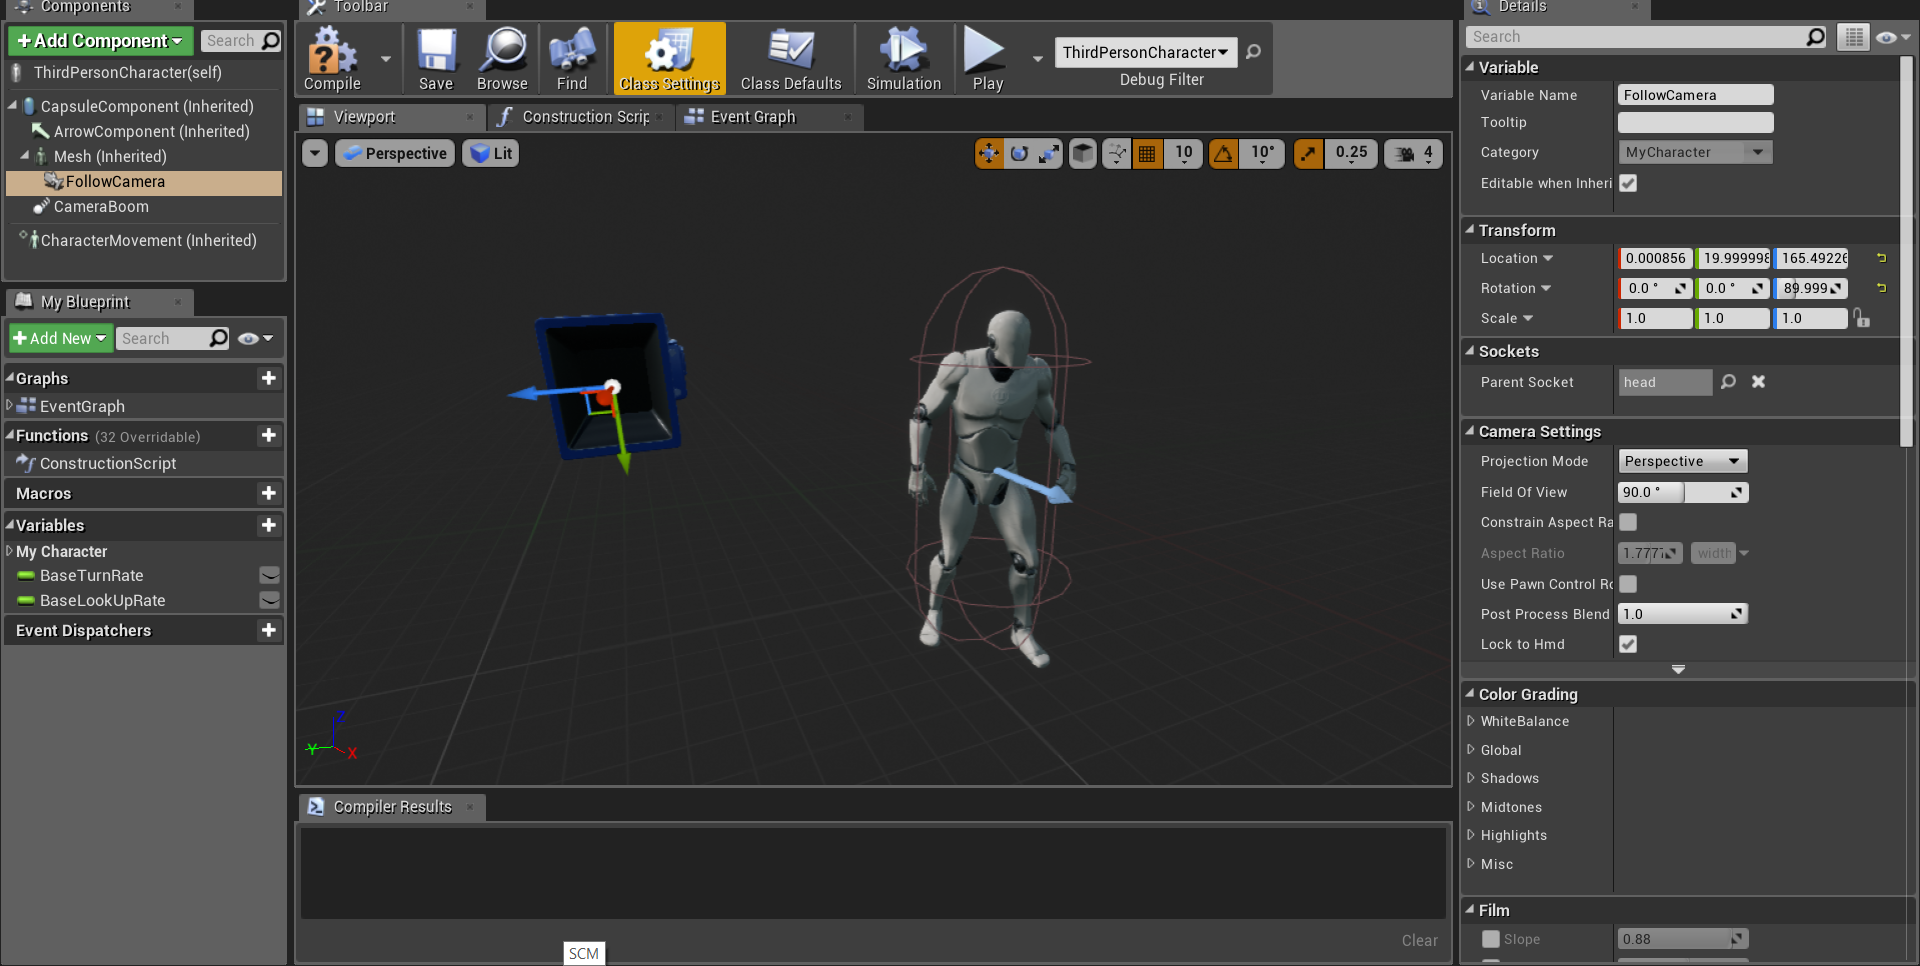 Components
+Add Component
Search
ThirdPersonCharacter(self)
CapsuleComponent (Inherited)
ArrowComponent (Inherited)
Mesh (Inherited)
FollowCamera
CameraBoom
CharacterMovement (Inherited)
My Blueprint
+Add New
Search
Graphs
EventGraph
Functions (32 Overridable)
ConstructionScript
Macros
Variables
My Character
BaseTurnRate
BaseLookUpRate
Event Dispatchers
Toolbar
Compile
Save
Browse
Find
Class Settings
Class Defaults
Simulation
Play
ThirdPersonCharacter
Debug Filter
Viewport
Construction Scrip
Event Graph
Perspective
Lit
10
10°
0.25
4
Z
Y
X
Compiler Results
Clear
SCM
Details
Search
Variable
Variable Name FollowCamera
Tooltip
Category MyCharacter
Editable when Inheri
Transform
Location 0.000856 19.999998 165.49226
Rotation 0.0 ° 0.0 ° 89.999
Scale 1.0 1.0 1.0
Sockets
Parent Socket head
Camera Settings
Projection Mode Perspective
Field Of View 90.0 °
Constrain Aspect Ra
Aspect Ratio 1.7777 width
Use Pawn Control Ro
Post Process Blend 1.0
Lock to Hmd
Color Grading
WhiteBalance
Global
Shadows
Midtones
Highlights
Misc
Film
Slope 0.88